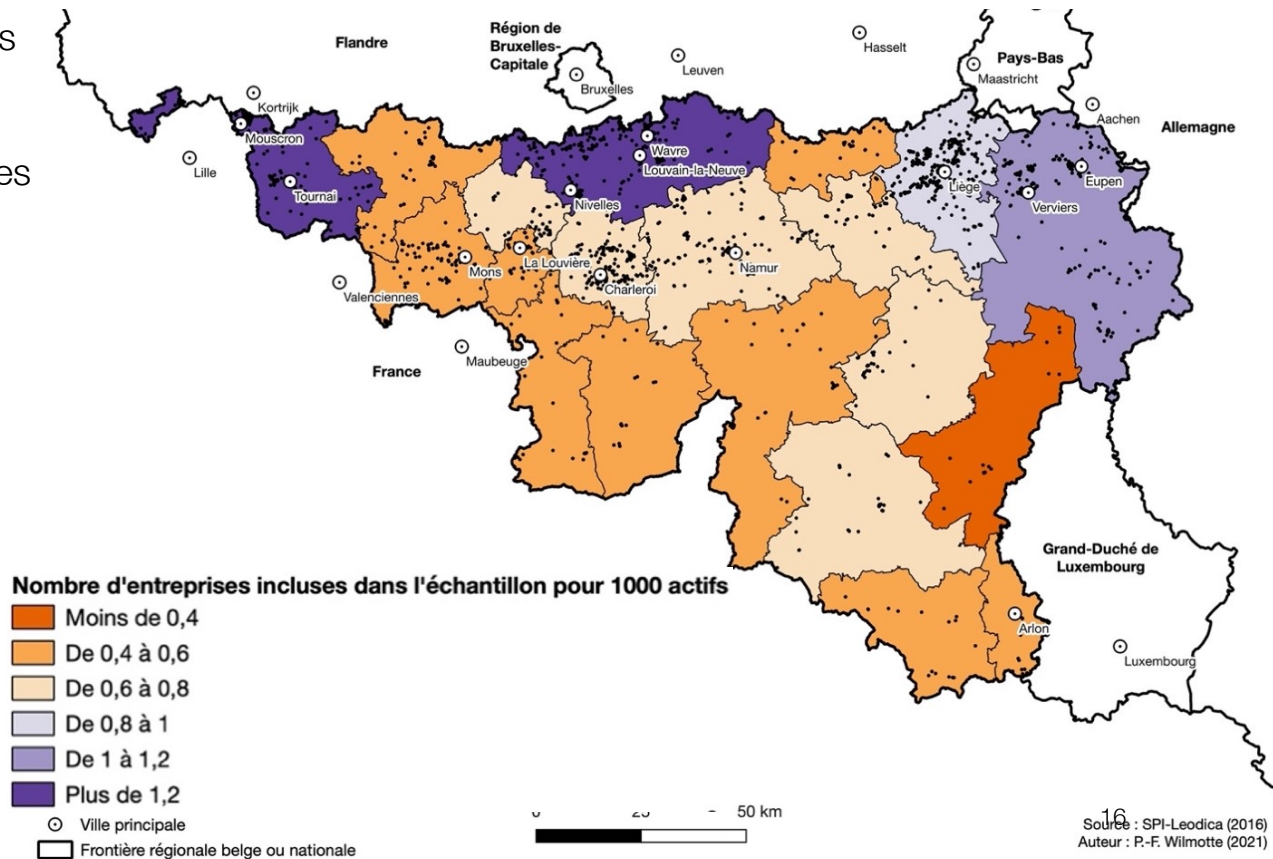 s
es
Flandre
Région de
Bruxelles-
Capitale
Bruxelles
Leuven
Hasselt
Pays-Bas
Maastricht
Aachen
Allemagne
Kortrijk
Mouscron
Lille
Tournai
Wavre
Louvain-la-Neuve
Nivelles
Liège
Eupen
Verviers
Mons
La Louvière
Charleroi
Namur
Valenciennes
Maubeuge
France
Grand-Duché de
Luxembourg
Arlon
Luxembourg
Nombre d'entreprises incluses dans l'échantillon pour 1000 actifs
Moins de 0,4
De 0,4 à 0,6
De 0,6 à 0,8
De 0,8 à 1
De 1 à 1,2
Plus de 1,2
Ville principale
Frontière régionale belge ou nationale
0 25 50 km
16
Source : SPI-Leodica (2016)
Auteur : P.-F. Wilmotte (2021)